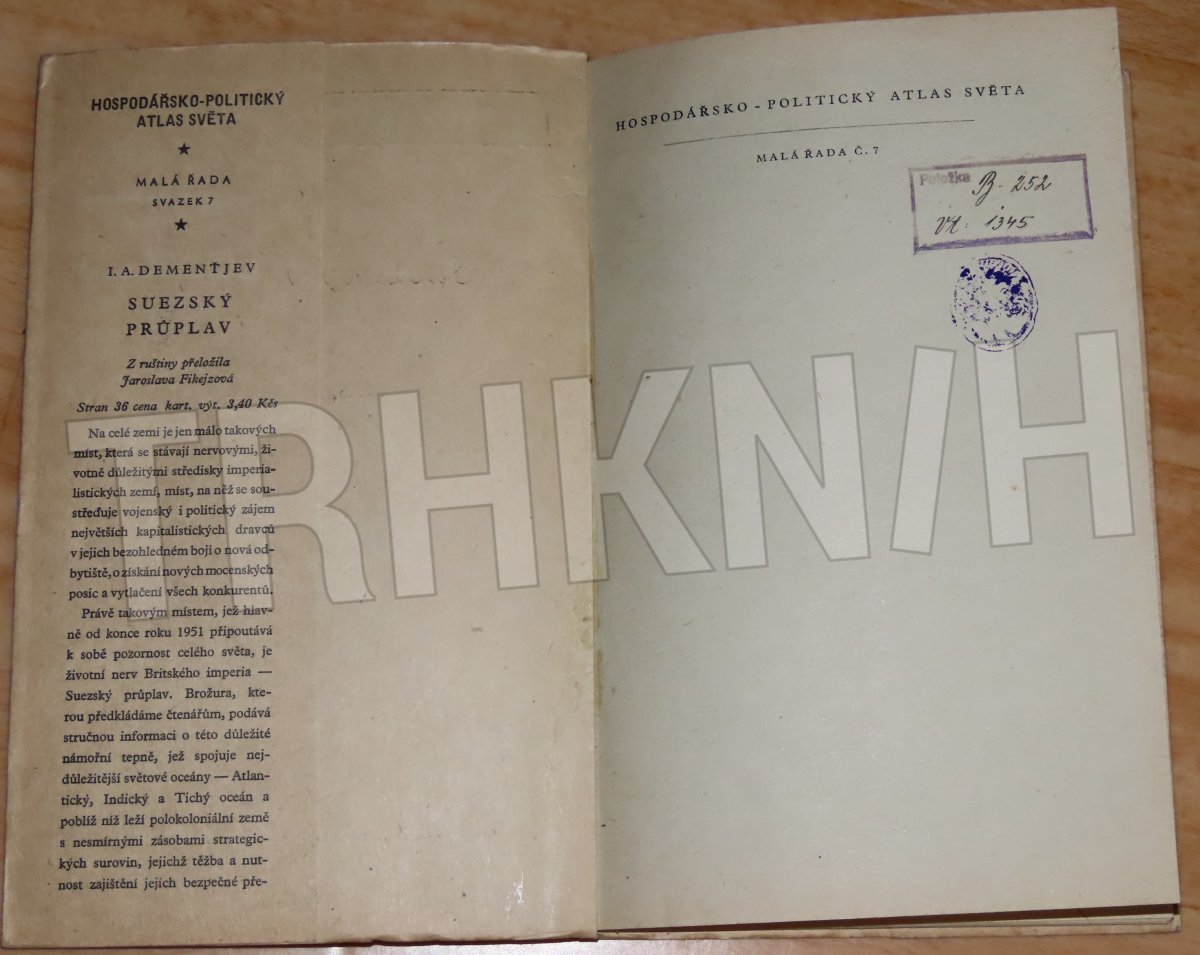 HOSPODÁŘSKO-POLITICKÝ
ATLAS SVĚTA
★
MALÁ ŘADA
SVAZEK 7
★
I. A. DEMENŤJEV
SUEZSKÝ
PRŮPLAV
Z ruštiny přeložila
Jaroslava Fikejzová
Stran 36 cena kart. výt. 3,40 Kčs
Na celé zemi je jen málo takových
míst, která se stávají nervovými, ži-
votně důležitými středisky imperia-
listických zemí, míst, na něž se sou-
středuje vojenský i politický zájem
největších kapitalistických dravců
v jejich bezohledném boji o nová od-
bytiště, o získání nových mocenských
posic a vytlačení všech konkurentů.
Právě takovým místem, jež hlav-
ně od konce roku 1951 připoutává
k sobě pozornost celého světa, je
životní nerv Britského imperia —
Suezský průplav. Brožura, kte-
rou předkládáme čtenářům, podává
stručnou informaci o této důležité
námořní tepně, jež spojuje nej-
důležitější světové oceány — Atlan-
tický, Indický a Tichý oceán a
poblíž níž leží polokoloniální země
s nesmírnými zásobami strategic-
kých surovin, jejichž těžba a nut-
nost zajištění jejich bezpečné pře-
HOSPODÁŘSKO - POLITICKÝ ATLAS SVĚTA
MALÁ ŘADA Č. 7
Položka B- 252
Vt: 1345
TRHKNIH